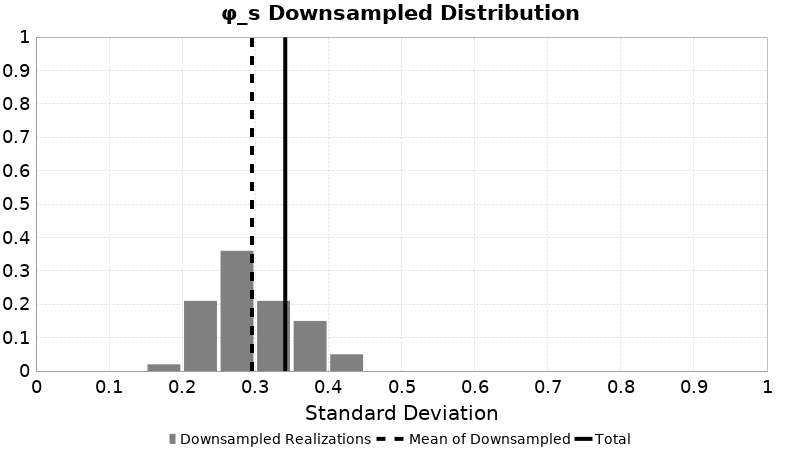 φ_s Downsampled Distribution
1
0.9
0.8
0.7
0.6
0.5
0.4
0.3
0.2
0.1
0
0 0.1 0.2 0.3 0.4 0.5 0.6 0.7 0.8 0.9 1
Standard Deviation
Downsampled Realizations Mean of Downsampled Total